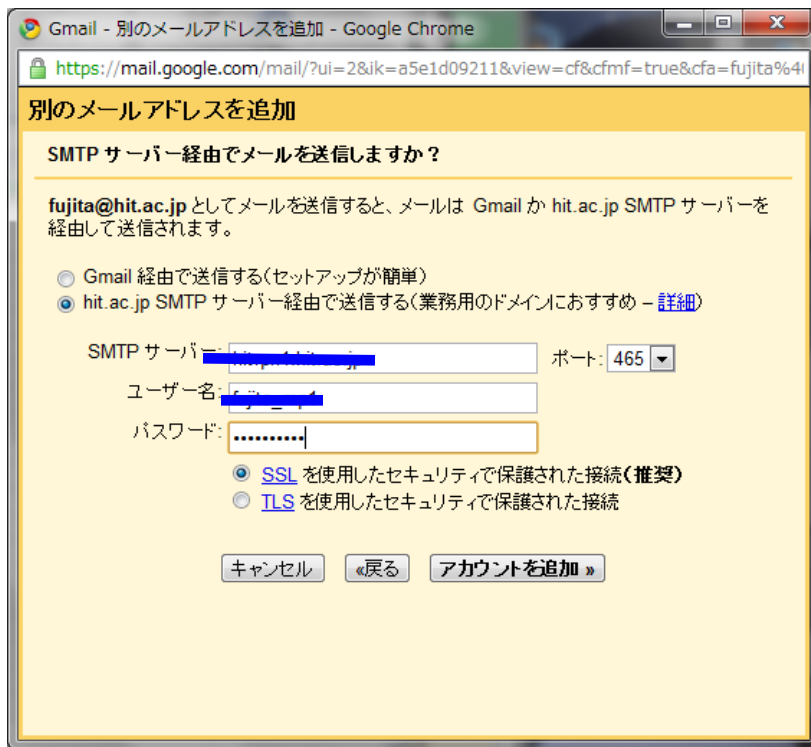 Gmail - 別のメールアドレスを追加 - Google Chrome
https://mail.google.com/mail/?ui=2&ik=a5e1d09211&view=cf&cfmf=true&cfa=fujita%40
別のメールアドレスを追加
SMTP サーバー経由でメールを送信しますか？
fujita@hit.ac.jp としてメールを送信すると、メールは Gmail か hit.ac.jp SMTP サーバーを
経由して送信されます。
Gmail 経由で送信する(セットアップが簡単)
hit.ac.jp SMTP サーバー経由で送信する(業務用のドメインにおすすめ – 詳細)
SMTP サーバー: ポート: 465
ユーザー名:
パスワード: ••••••••••
SSL を使用したセキュリティで保護された接続(推奨)
TLS を使用したセキュリティで保護された接続
キャンセル «戻る アカウントを追加 »